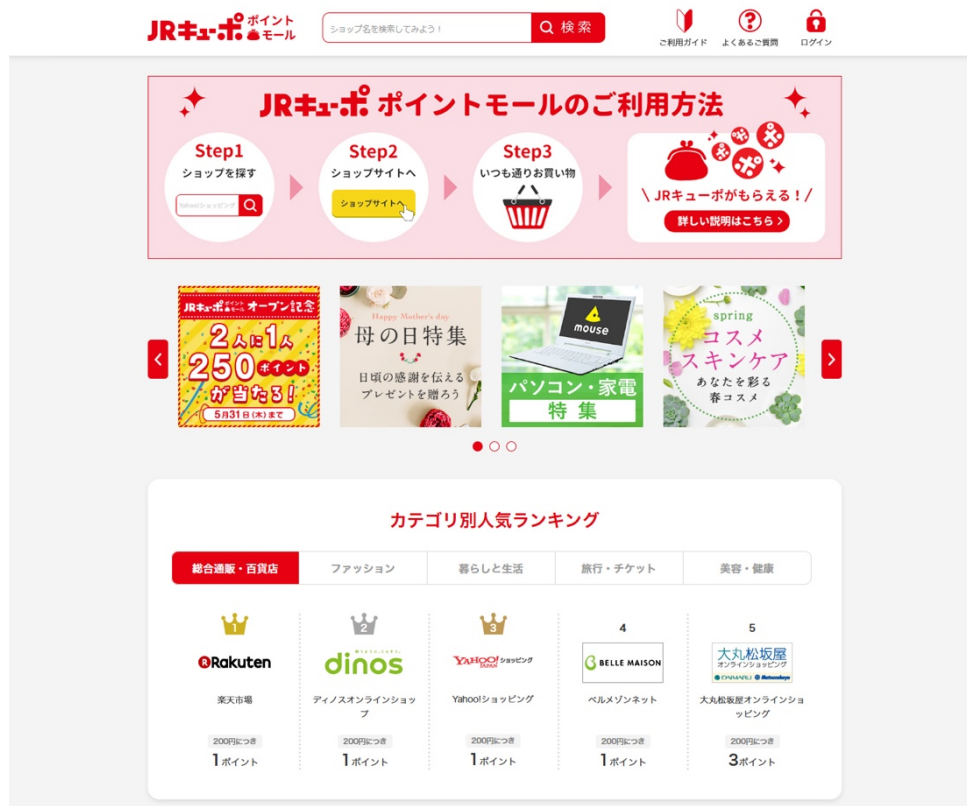 JRキューポ ポイントモール
ショップ名を検索してみよう！
検索
ご利用ガイド
よくあるご質問
ログイン
JRキューポ ポイントモールのご利用方法
Step1
ショップを探す
Yahoo!ショッピング
Step2
ショップサイトへ
ショップサイトへ
Step3
いつも通りお買い物
\ JRキューポがもらえる！/
詳しい説明はこちら
JRキューポ ポイントモール オープン記念
2人に1人
250ポイント
が当たる!
5月31日(木)まで
Happy Mother's day
母の日特集
日頃の感謝を伝える
プレゼントを贈ろう
mouse
パソコン・家電
特集
spring
コスメ
スキンケア
あなたを彩る
春コスメ
カテゴリ別人気ランキング
総合通販・百貨店
ファッション
暮らしと生活
旅行・チケット
美容・健康
1
2
3
4
5
Rakuten
dinos
YAHOO! ショッピング
JAPAN
BELLE MAISON
大丸松坂屋
オンラインショッピング
DAIMARU Matsuzakaya
楽天市場
ディノスオンラインショッ
プ
Yahoo!ショッピング
ベルメゾンネット
大丸松坂屋オンラインショ
ッピング
200円につき
1ポイント
200円につき
1ポイント
200円につき
1ポイント
200円につき
1ポイント
200円につき
3ポイント